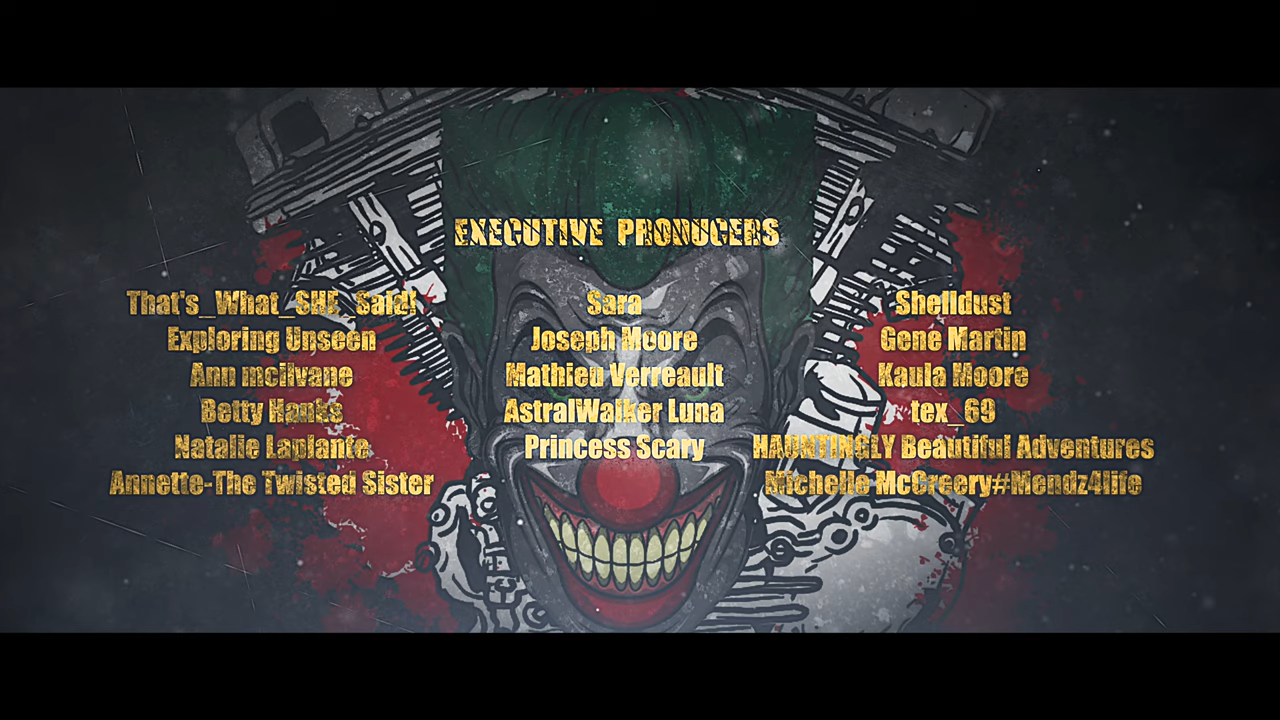 EXECUTIVE PRODUCERS
That's_What_SHE_Said!
Exploring Unseen
Ann mcilvane
Betty Hanks
Natalie Laplante
Annette-The Twisted Sister
Sara
Joseph Moore
Mathieu Verreault
AstralWalker Luna
Princess Scary
Shelldust
Gene Martin
Kaula Moore
tex_69
HAUNTINGLY Beautiful Adventures
Michelle McCreery#Mendz4life